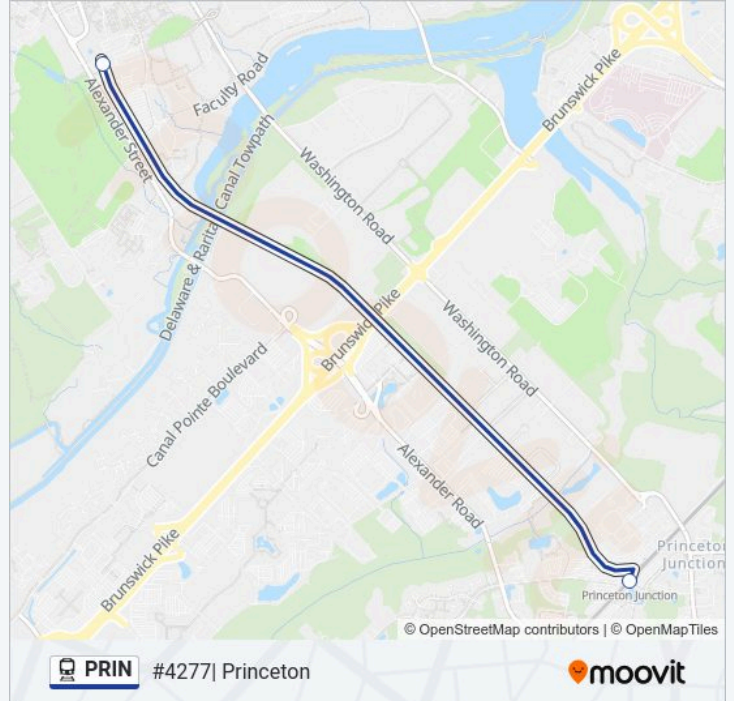 Faculty Road
Brunswick Pike
Alexander Street
Delaware & Raritan Canal Towpath
Washington Road
Brunswick Pike
Washington Road
Canal Pointe Boulevard
Alexander Road
Brunswick Pike
Princeton
Junction
Princeton Junction
© OpenStreetMap contributors | © OpenMapTiles
PRIN #4277| Princeton
moovit